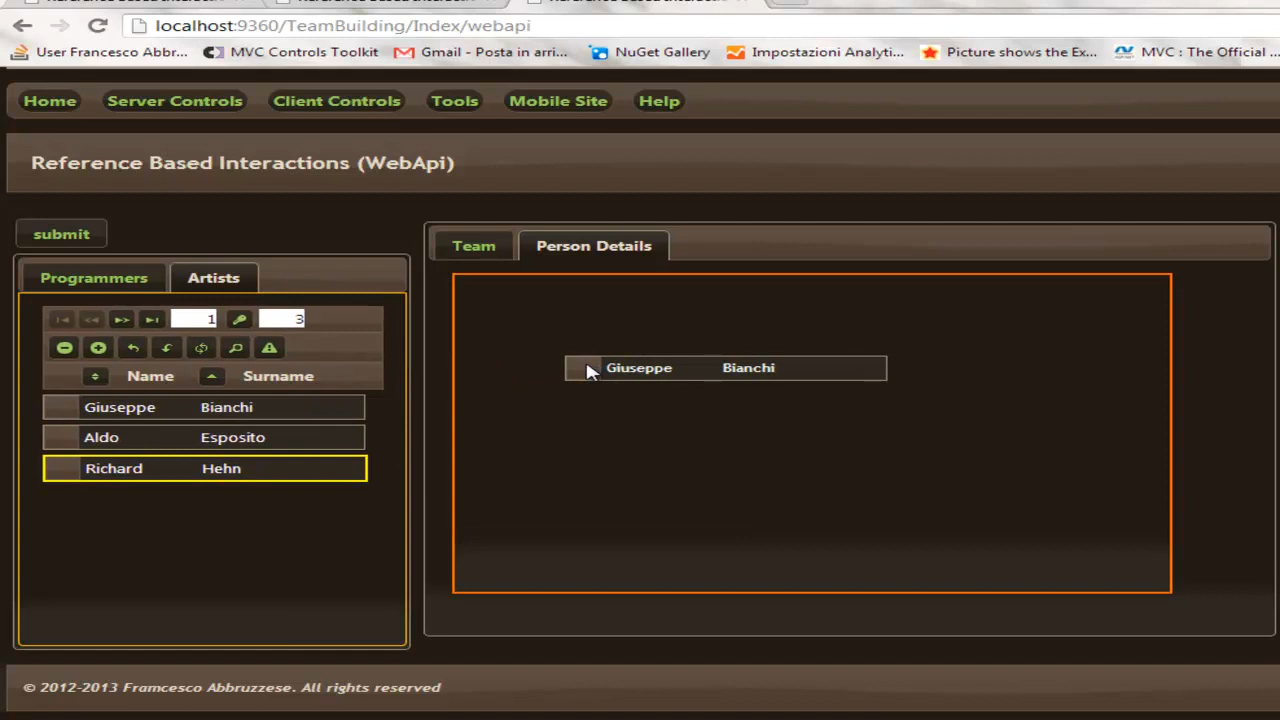 localhost:9360/TeamBuilding/Index/webapi
User Francesco Abbr... MVC Controls Toolkit Gmail - Posta in arri... NuGet Gallery Impostazioni Analyti... Picture shows the Ex... MVC : The Official
Home Server Controls Client Controls Tools Mobile Site Help
Reference Based Interactions (WebApi)
submit
Programmers Artists
1 3
Name Surname
Giuseppe Bianchi
Aldo Esposito
Richard Hehn
Team Person Details
Giuseppe Bianchi
© 2012-2013 Framcesco Abbruzzese. All rights reserved